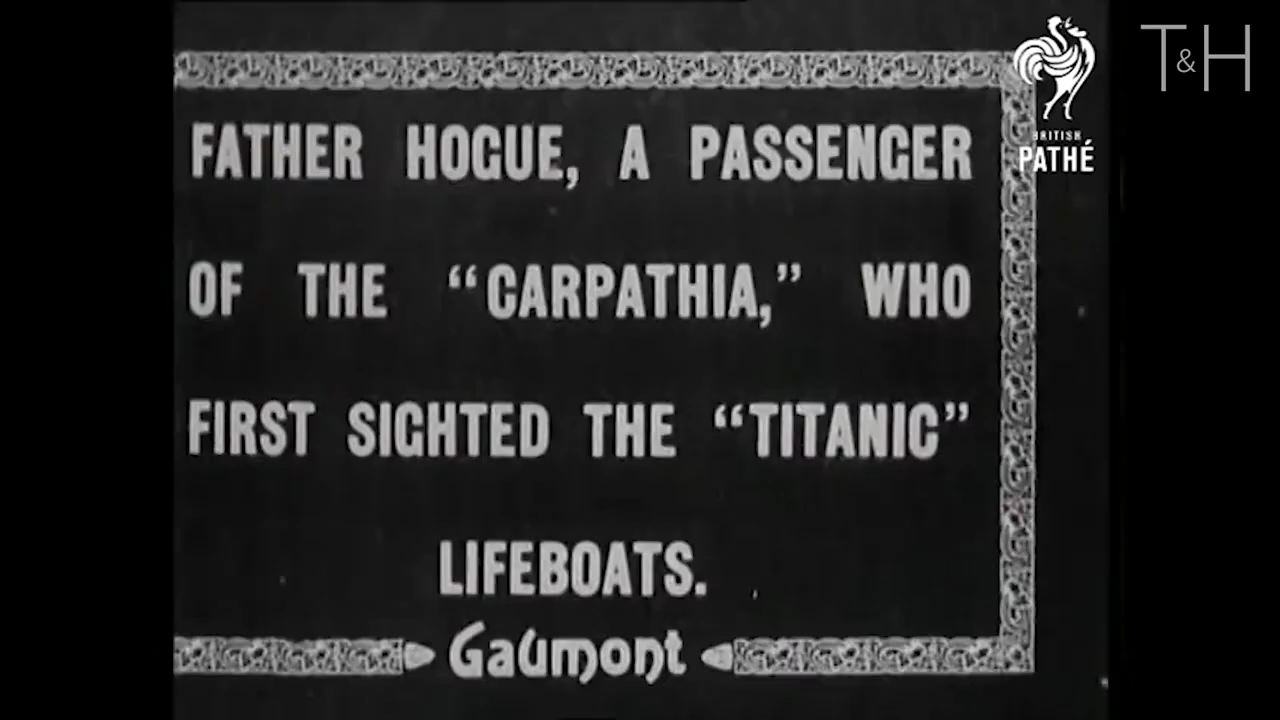 T&H
BRITISH
PATHÉ
FATHER HOGUE, A PASSENGER
OF THE “CARPATHIA,” WHO
FIRST SIGHTED THE “TITANIC”
LIFEBOATS.
Gaumont